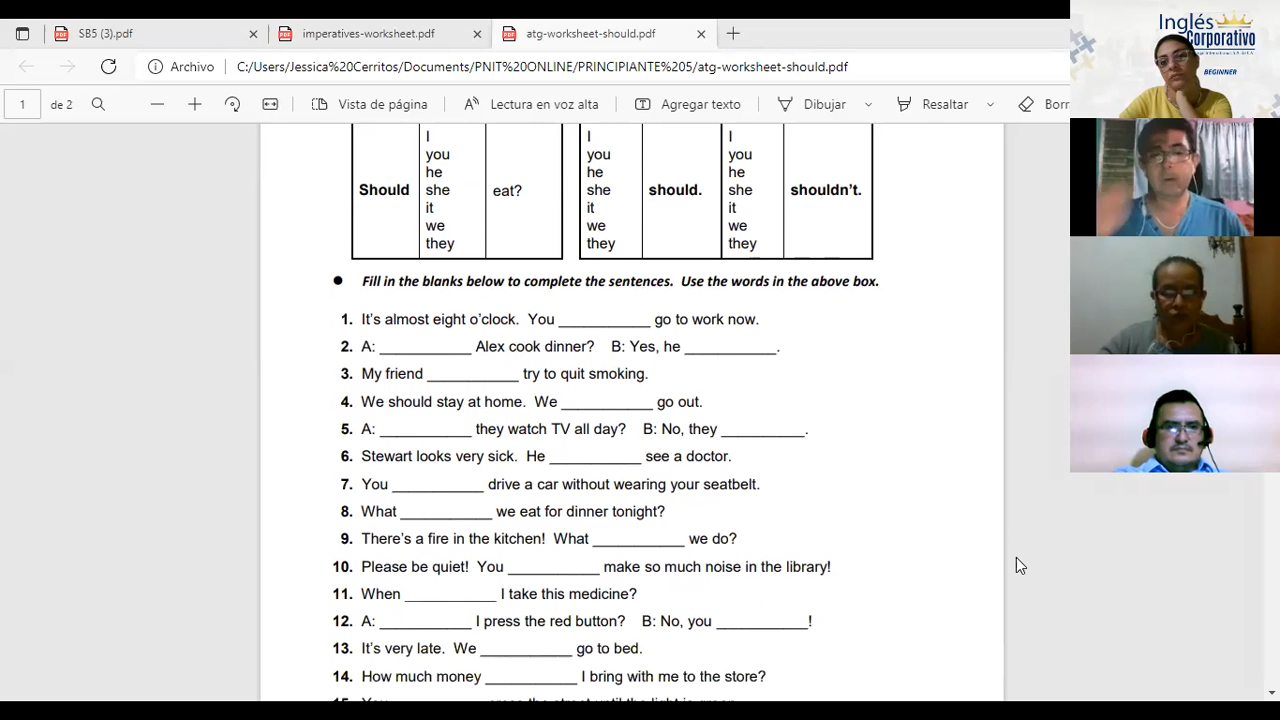 SB5 (3).pdf
imperatives-worksheet.pdf
atg-worksheet-should.pdf
Archivo
C:/Users/Jessica%20Cerritos/Documents/PNL%20ONLINE/PRINCIPIANTE%205/atg-worksheet-should.pdf
1 de 2
Vista de página
Lectura en voz alta
Agregar texto
Dibujar
Resaltar
Borr
Inglés
Corporativo
BEGINNER
Should
I
you
he
she
it
we
they
eat?
I
you
he
she
it
we
they
should.
I
you
he
she
it
we
they
shouldn't.
● Fill in the blanks below to complete the sentences. Use the words in the above box.
1. It's almost eight o'clock. You ___________ go to work now.
2. A: ___________ Alex cook dinner? B: Yes, he ___________.
3. My friend ___________ try to quit smoking.
4. We should stay at home. We ___________ go out.
5. A: ___________ they watch TV all day? B: No, they __________.
6. Stewart looks very sick. He ___________ see a doctor.
7. You ___________ drive a car without wearing your seatbelt.
8. What ___________ we eat for dinner tonight?
9. There's a fire in the kitchen! What ___________ we do?
10. Please be quiet! You ___________ make so much noise in the library!
11. When ___________ I take this medicine?
12. A: ___________ I press the red button? B: No, you ___________!
13. It's very late. We ___________ go to bed.
14. How much money ___________ I bring with me to the store?